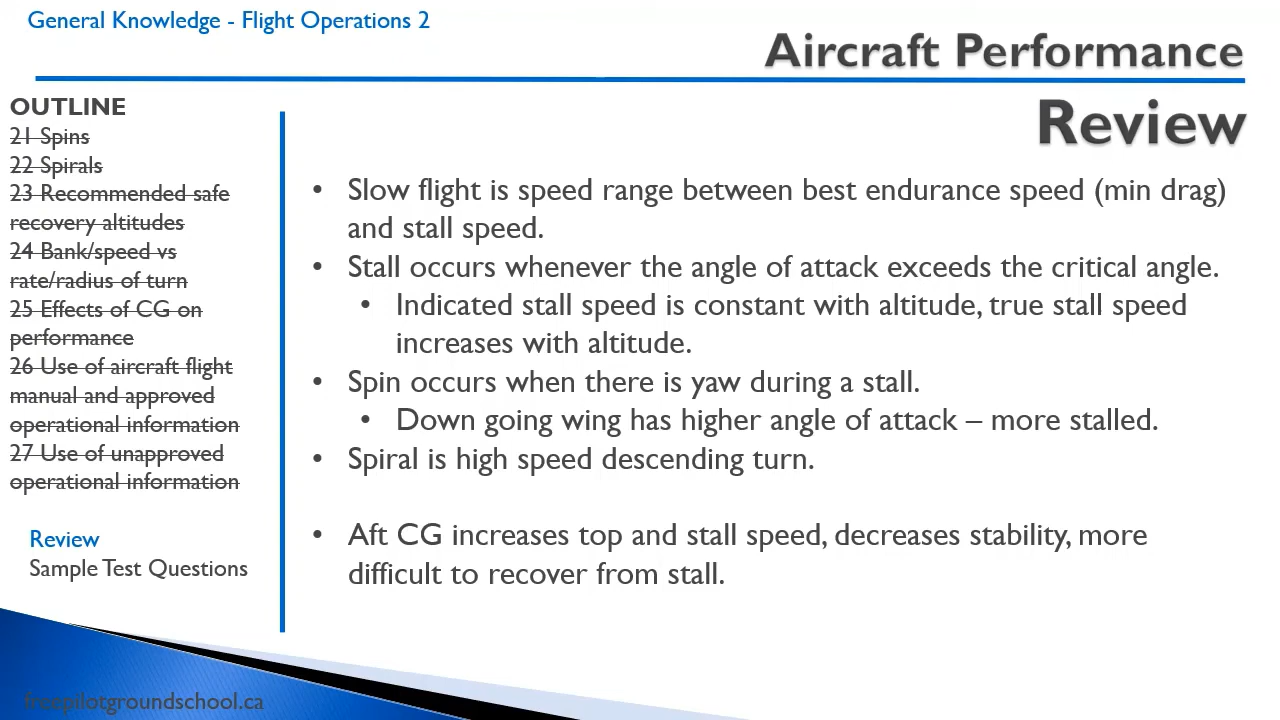 General Knowledge - Flight Operations 2
Aircraft Performance
OUTLINE
21 Spins
22 Spirals
23 Recommended safe
recovery altitudes
24 Bank/speed vs
rate/radius of turn
25 Effects of CG on
performance
26 Use of aircraft flight
manual and approved
operational information
27 Use of unapproved
operational information
Review
Sample Test Questions
Review
• Slow flight is speed range between best endurance speed (min drag)
and stall speed.
• Stall occurs whenever the angle of attack exceeds the critical angle.
• Indicated stall speed is constant with altitude, true stall speed
increases with altitude.
• Spin occurs when there is yaw during a stall.
• Down going wing has higher angle of attack – more stalled.
• Spiral is high speed descending turn.
• Aft CG increases top and stall speed, decreases stability, more
difficult to recover from stall.
freepilotgroundschool.ca